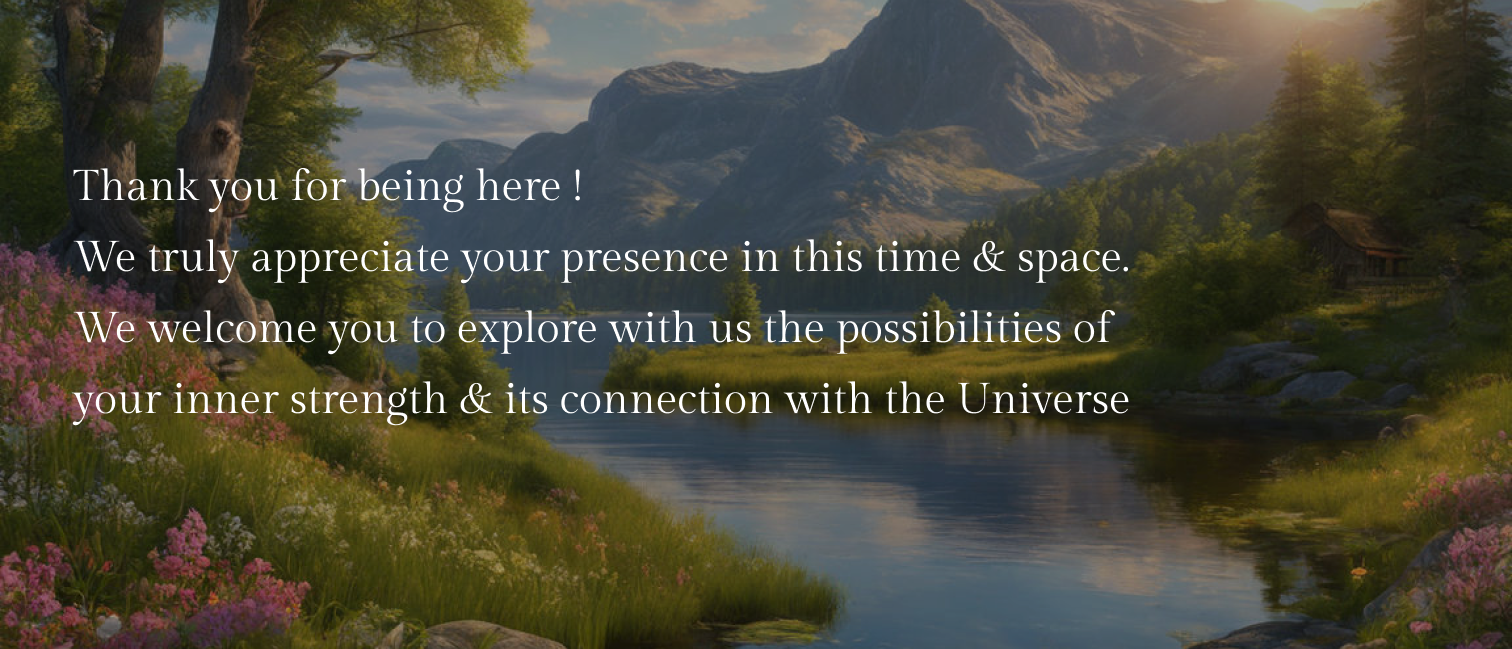 Thank you for being here !
We truly appreciate your presence in this time & space.
We welcome you to explore with us the possibilities of
your inner strength & its connection with the Universe